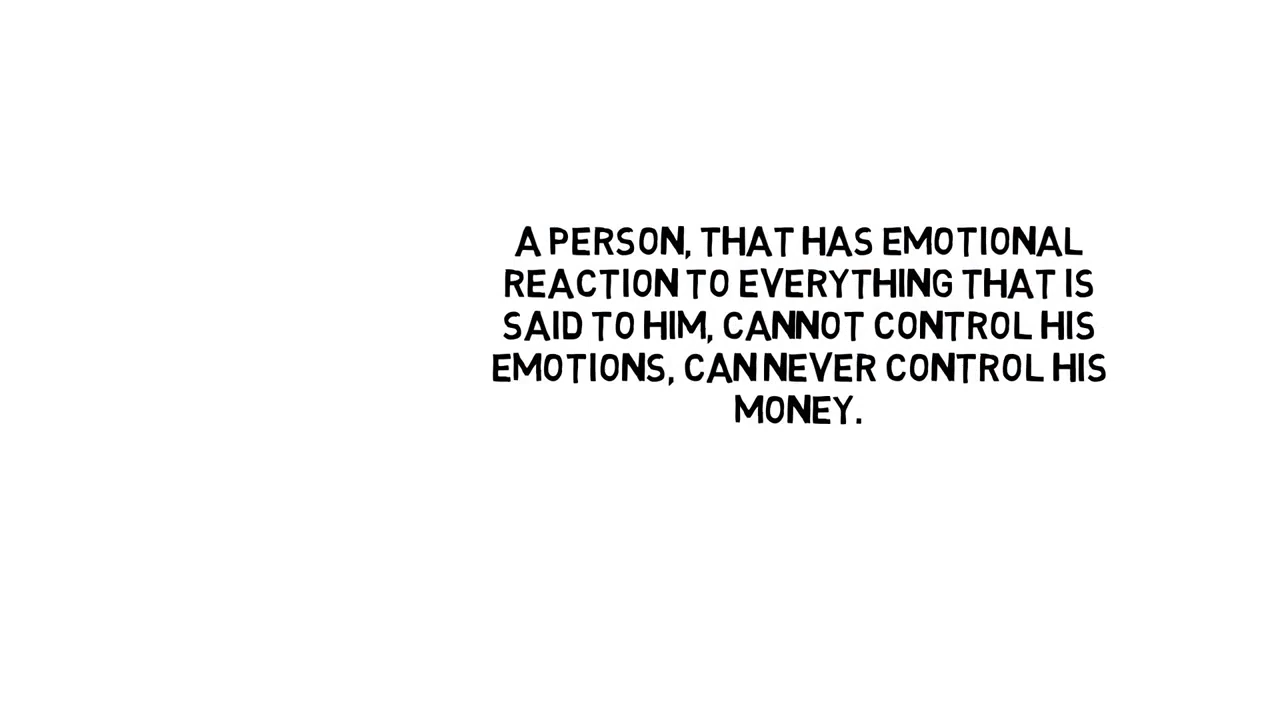 A PERSON, THAT HAS EMOTIONAL
REACTION TO EVERYTHING THAT IS
SAID TO HIM, CANNOT CONTROL HIS
EMOTIONS, CAN NEVER CONTROL HIS
MONEY.